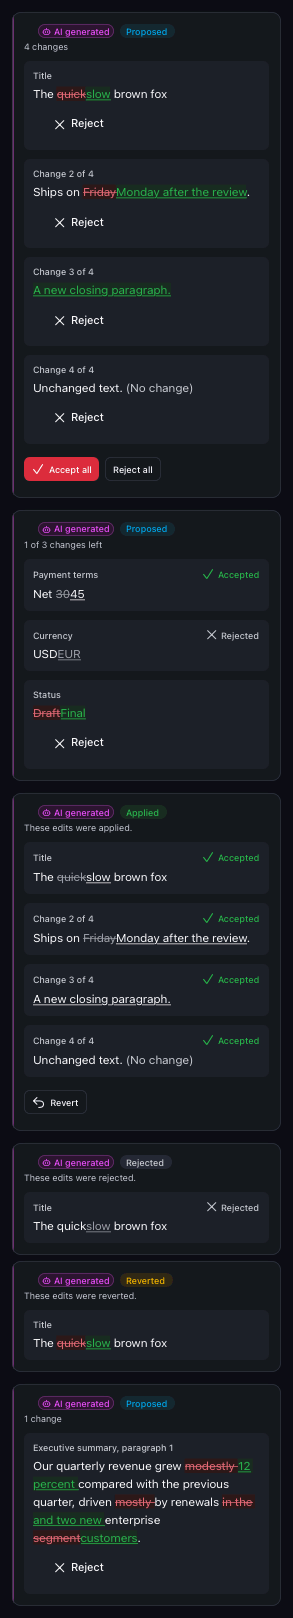 AI generated Proposed
4 changes
Title
The quickslow brown fox
Reject
Change 2 of 4
Ships on FridayMonday after the review.
Reject
Change 3 of 4
A new closing paragraph.
Reject
Change 4 of 4
Unchanged text. (No change)
Reject
Accept all Reject all
AI generated Proposed
1 of 3 changes left
Payment terms Accepted
Net 3045
Currency Rejected
USDEUR
Status
DraftFinal
Reject
AI generated Applied
These edits were applied.
Title Accepted
The quickslow brown fox
Change 2 of 4 Accepted
Ships on FridayMonday after the review.
Change 3 of 4 Accepted
A new closing paragraph.
Change 4 of 4 Accepted
Unchanged text. (No change)
Revert
AI generated Rejected
These edits were rejected.
Title Rejected
The quickslow brown fox
AI generated Reverted
These edits were reverted.
Title
The quickslow brown fox
AI generated Proposed
1 change
Executive summary, paragraph 1
Our quarterly revenue grew modestly 12
percent compared with the previous
quarter, driven mostly by renewals in the
and two new enterprise
segmentcustomers.
Reject